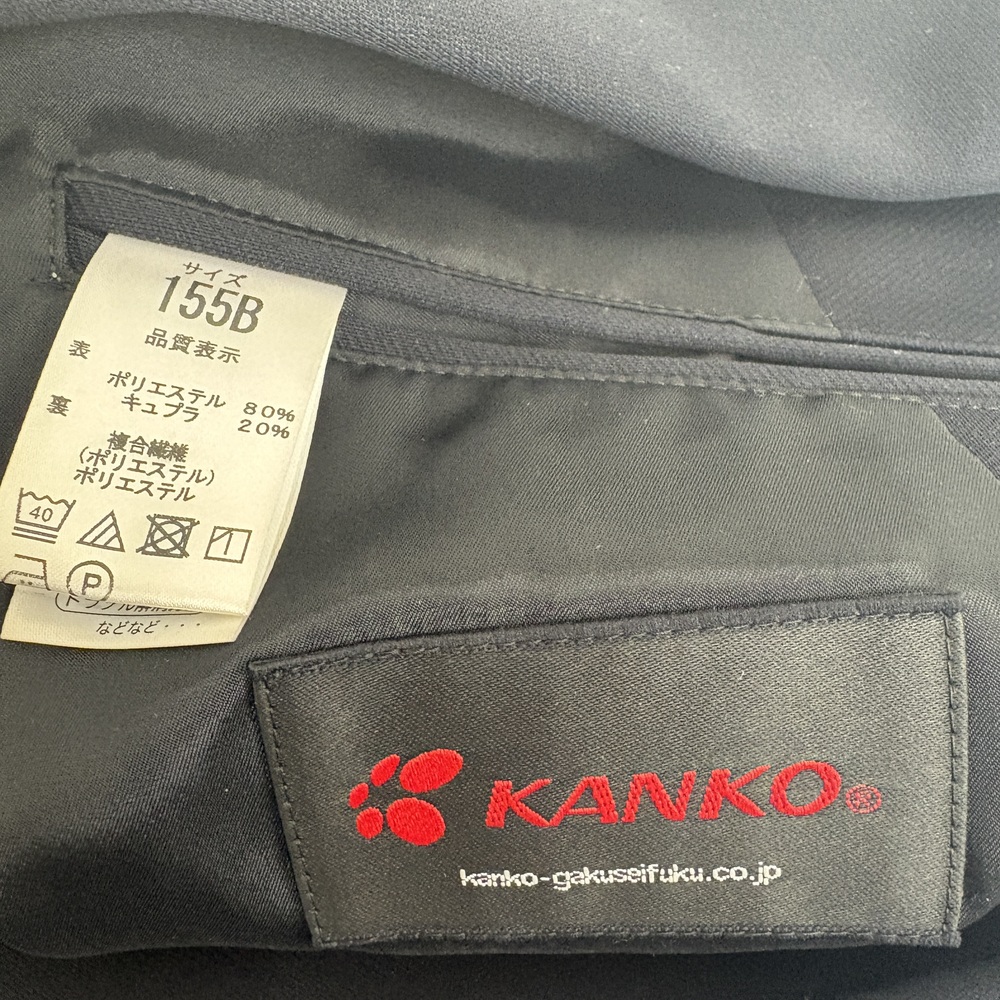 サイズ
155B
品質表示
表
ポリエステル 80%
キュプラ 20%
裏
複合繊維
(ポリエステル)
ポリエステル
40
P
などなど・・・
KANKO®
kanko-gakuseifuku.co.jp